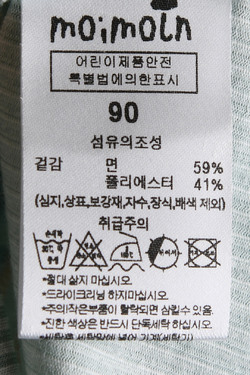 moimoln
어린이제품안전
특별법에의한표시
90
섬유의조성
겉감 면 59%
폴리에스터 41%
(심지,상표,보강재,자수,장식,배색 제외)
취급주의
•절대 삶지 마십시오.
•드라이크리닝 하지마십시오.
•주의!작은부품이 탈락되면 삼킬수 있음.
•진한 색상은 반드시 단독세탁 하십시오.